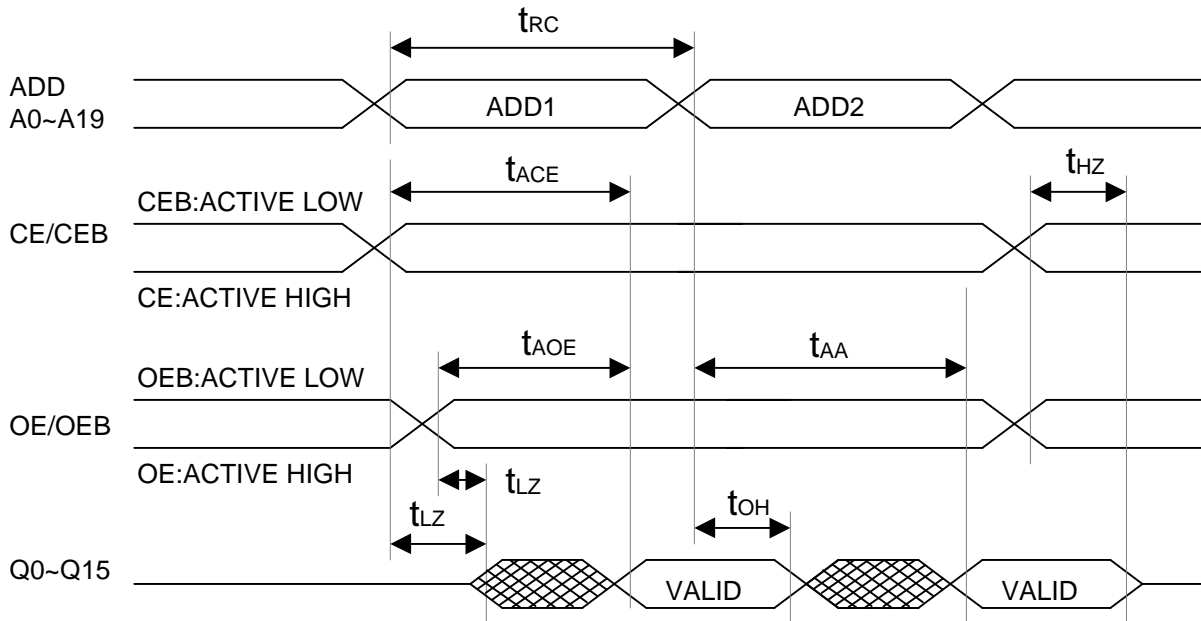 tRC
ADD
A0~A19
ADD1
ADD2
tACE
tHZ
CEB:ACTIVE LOW
CE/CEB
CE:ACTIVE HIGH
tAOE
tAA
OEB:ACTIVE LOW
OE/OEB
OE:ACTIVE HIGH
tLZ
tLZ
tOH
Q0~Q15
VALID
VALID